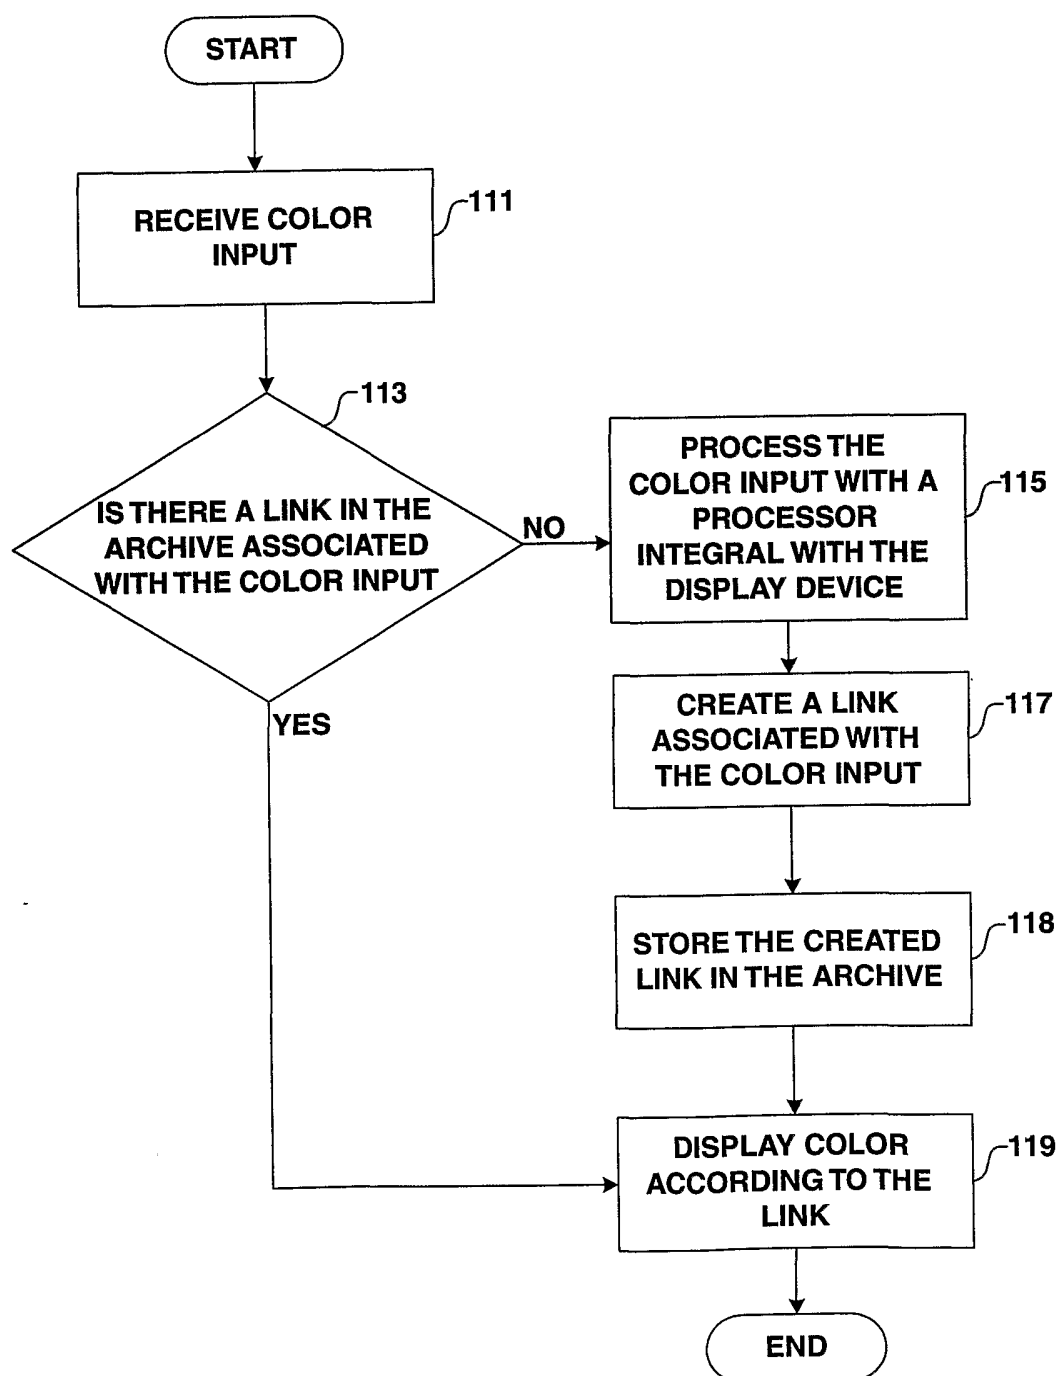 START
RECEIVE COLOR
INPUT
111
113
IS THERE A LINK IN THE
ARCHIVE ASSOCIATED
WITH THE COLOR INPUT
NO
YES
PROCESS THE
COLOR INPUT WITH A
PROCESSOR
INTEGRAL WITH THE
DISPLAY DEVICE
115
CREATE A LINK
ASSOCIATED WITH
THE COLOR INPUT
117
STORE THE CREATED
LINK IN THE ARCHIVE
118
DISPLAY COLOR
ACCORDING TO THE
LINK
119
END